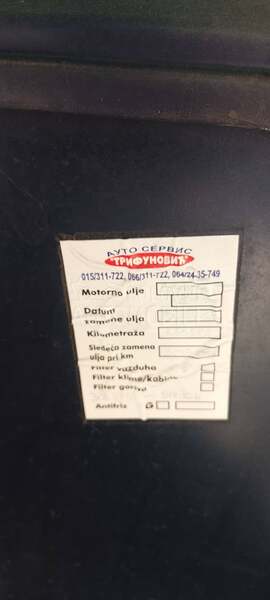 АУТО СЕРВИС
"ТРИФУНОВИЋ"
015/311-722, 066/311-722, 064/24-35-749
Motorno ulje
Datum
zamene ulja
Kilometraža
Sledeća zamena
ulja pri km
Filter vazduha
Filter klime/kabine
Filter goriva
Antifriz